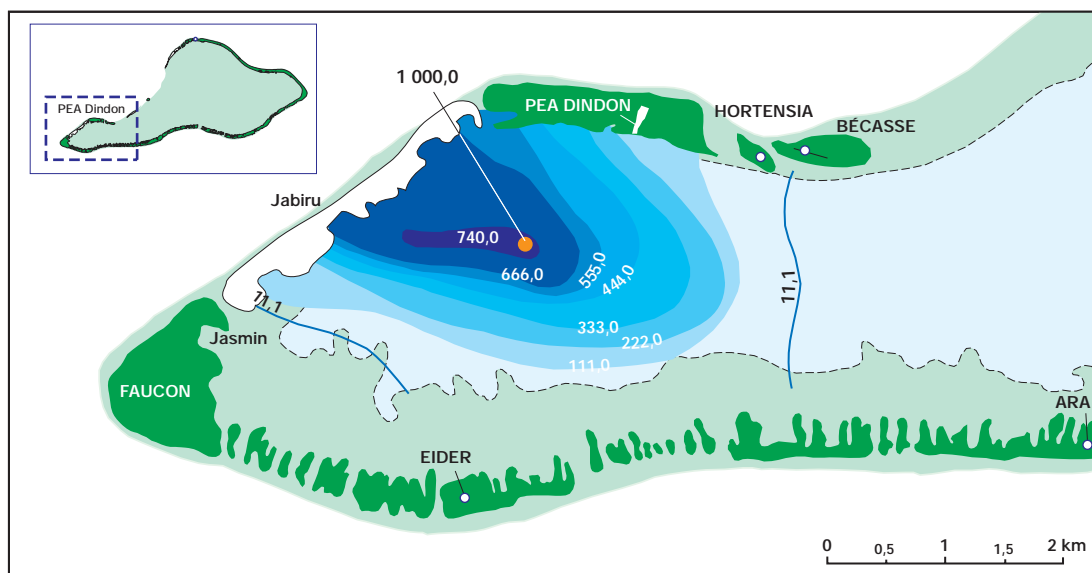 PEA Dindon
1 000,0
PEA DINDON
HORTENSIA
BÉCASSE
Jabiru
740,0
666,0
555,0
444,0
333,0
222,0
111,0
11,1
11,1
Jasmin
FAUCON
EIDER
ARA
0
0,5
1
1,5
2 km